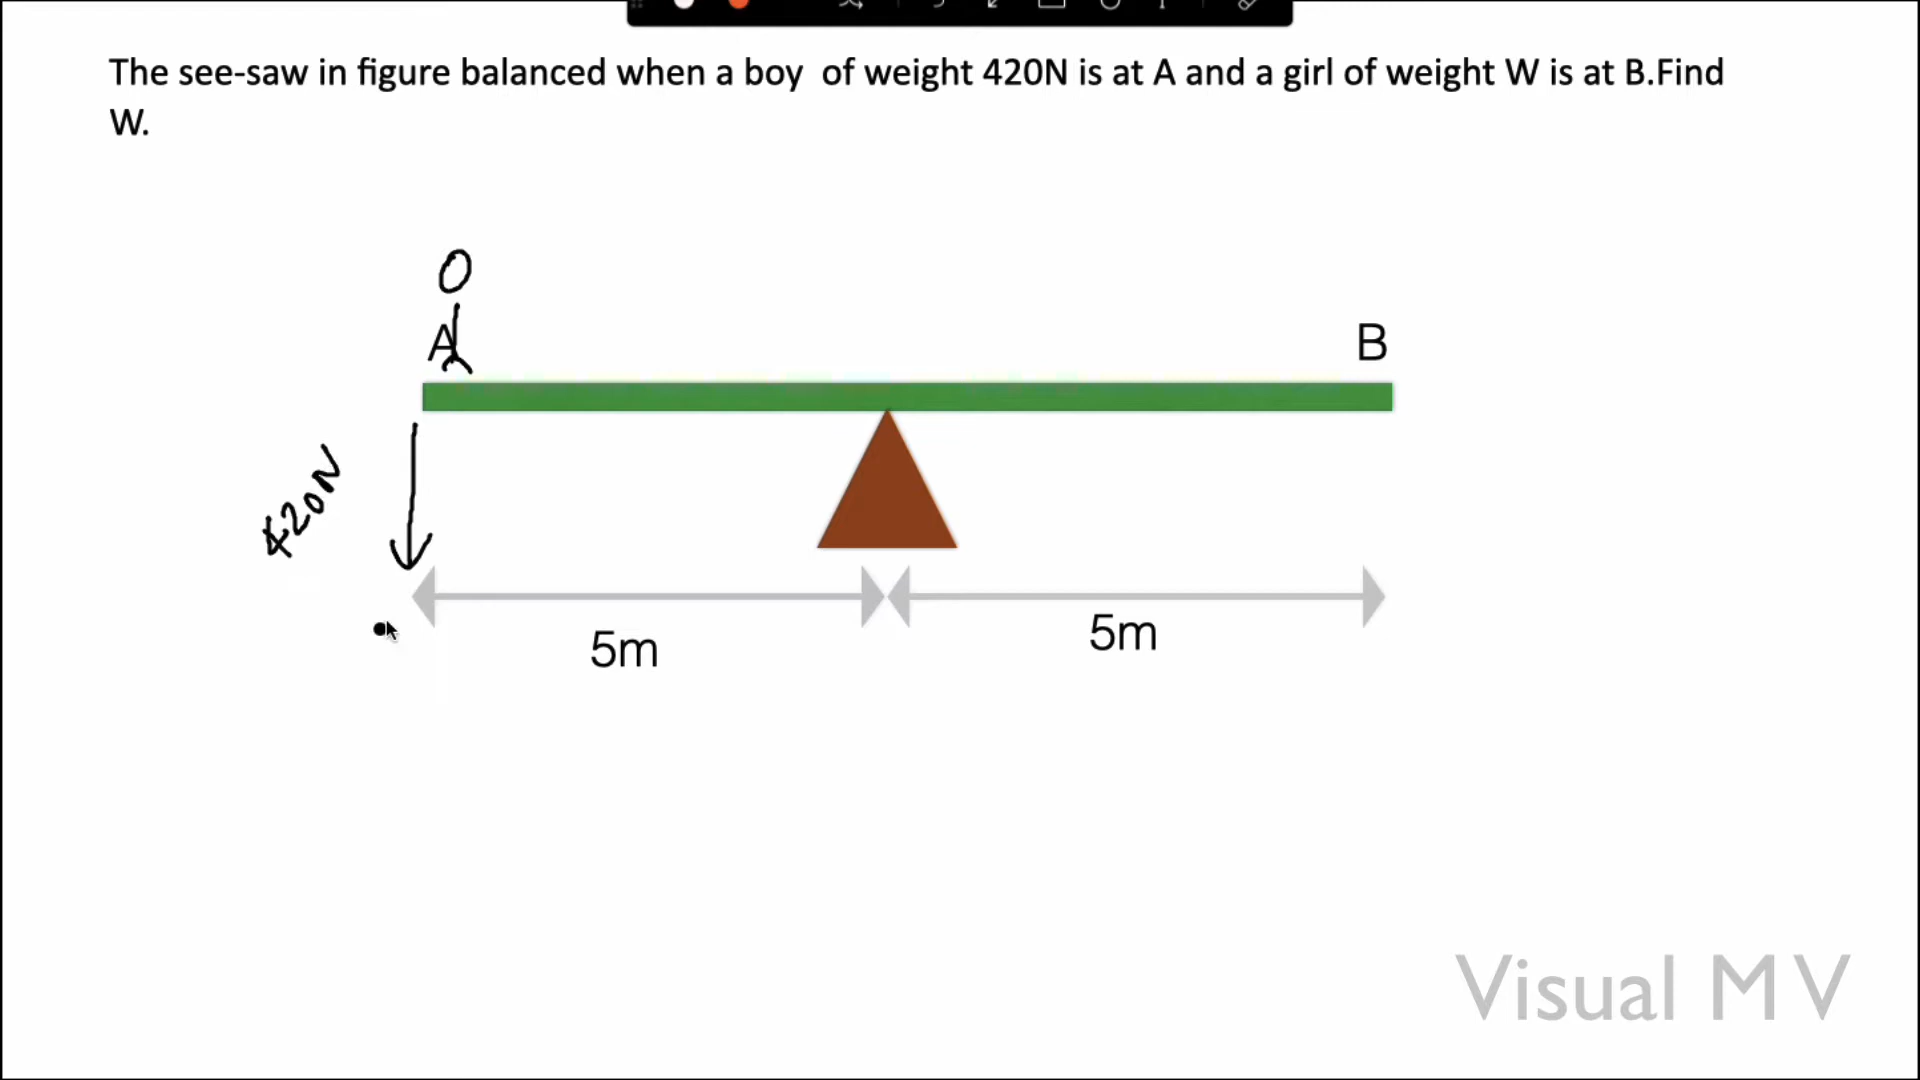 The see-saw in figure balanced when a boy  of weight 420N is at A and a girl of weight W is at B.Find
W.
A
B
420N
5m
5m
Visual MV